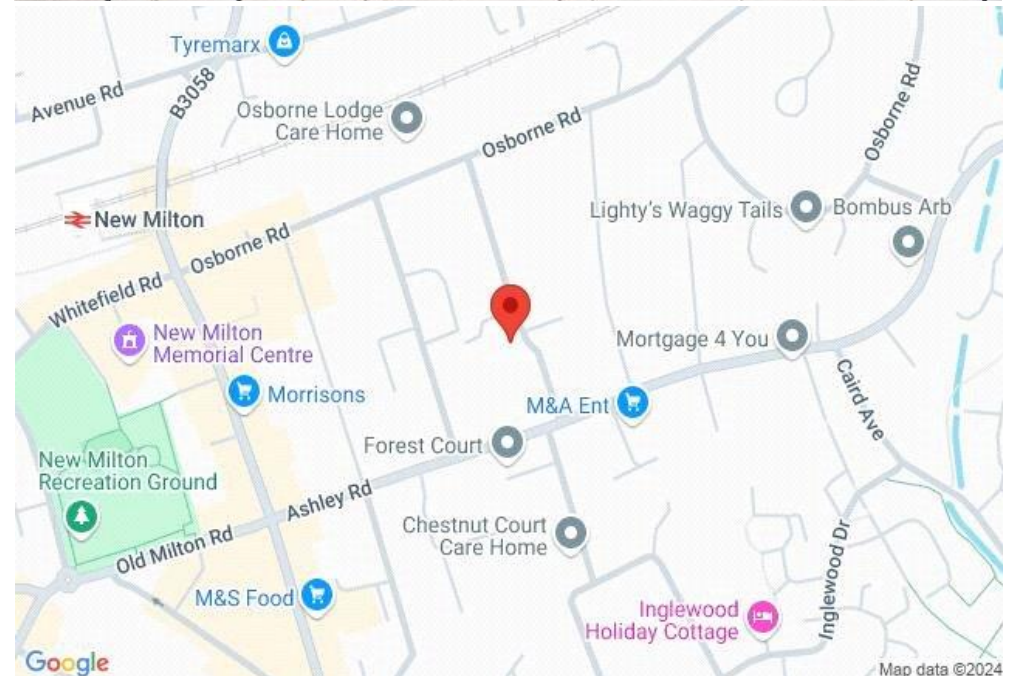 Tyremarx
Avenue Rd
B3058
Osborne Lodge
Care Home
Osborne Rd
Osborne Rd
New Milton
Lighty's Waggy Tails
Bombus Arb
Osborne Rd
Whitefield Rd
New Milton
Memorial Centre
Mortgage 4 You
Morrisons
M&A Ent
Caird Ave
Forest Court
New Milton
Recreation Ground
Ashley Rd
Chestnut Court
Care Home
Old Milton Rd
Inglewood Dr
M&S Food
Inglewood
Holiday Cottage
Google
Map data ©2024